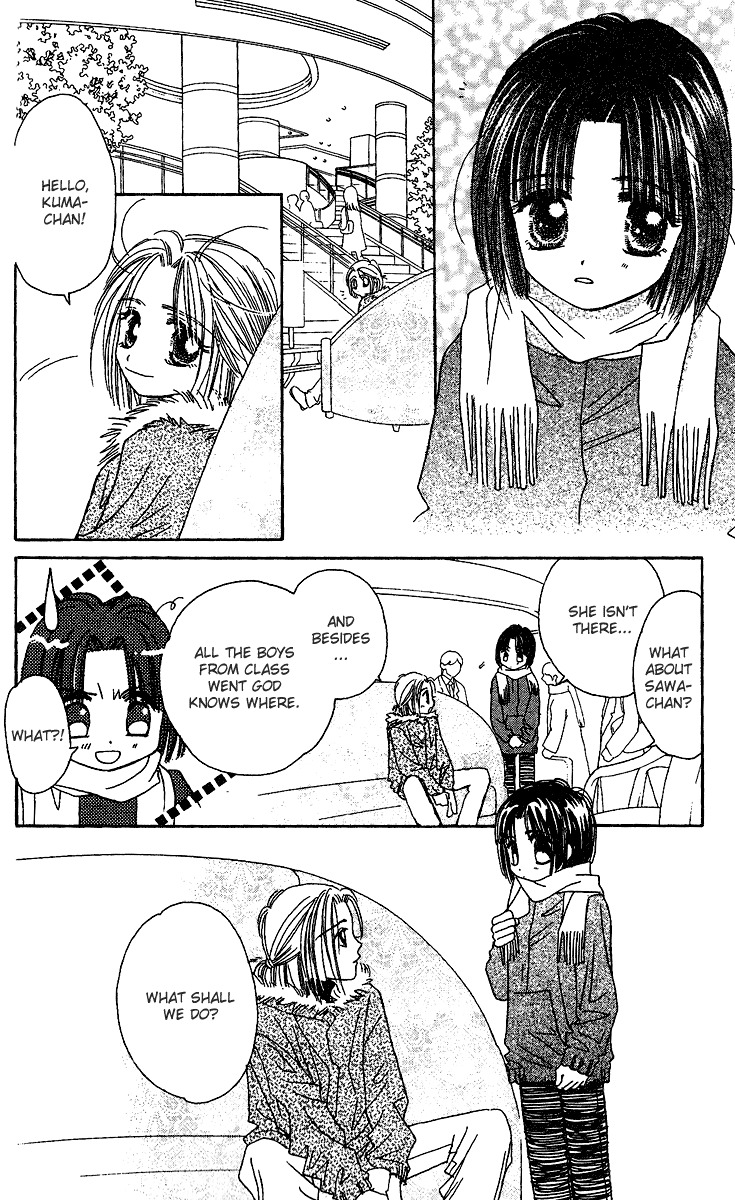 HELLO,
KUMA-
CHAN!
WHAT
ABOUT
SAWA-
CHAN?
SHE ISN'T
THERE...
AND
BESIDES
...
ALL THE BOYS
FROM CLASS
WENT GOD
KNOWS WHERE.
WHAT?!
WHAT SHALL
WE DO?